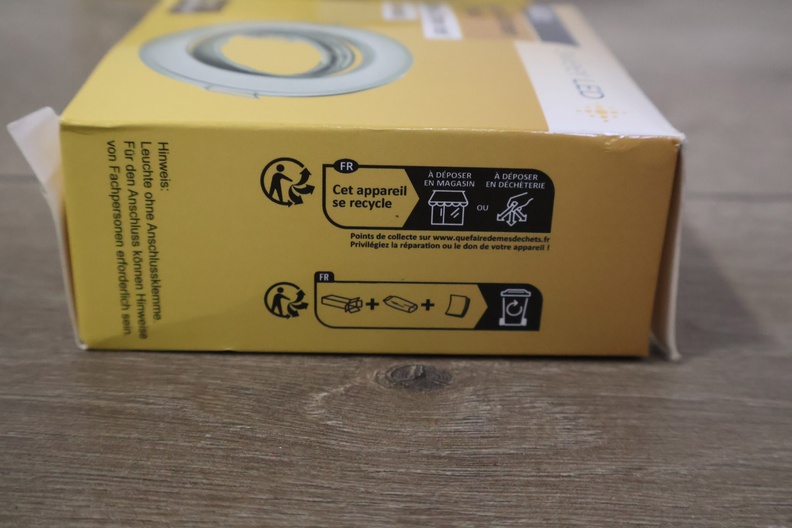 Hinweis:
Leuchte ohne Anschlussklemme
Für den Anschluss können Hinweise
von Fachpersonen erforderlich sein.
FR
Cet appareil
se recycle
À DÉPOSER
EN MAGASIN
OU
À DÉPOSER
EN DÉCHÈTERIE
Points de collecte sur www.quefairedemesdechets.fr
Privilégiez la réparation ou le don de votre appareil !
FR
LED